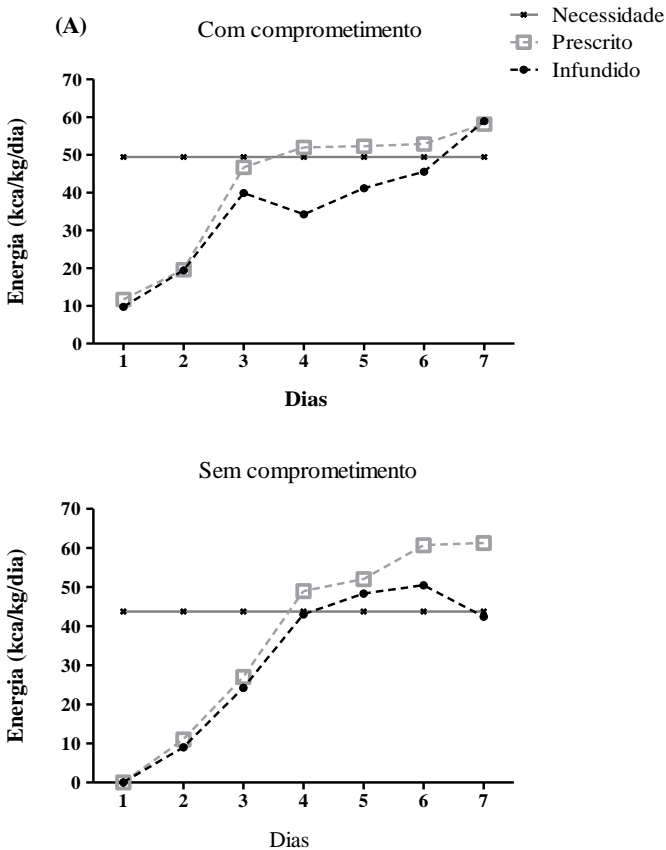 (A)
Com comprometimento
Necessidade
Prescrito
Infundido
Energia (kca/kg/dia)
70
60
50
40
30
20
10
0
1 2 3 4 5 6 7
Dias
Sem comprometimento
Energia (kca/kg/dia)
70
60
50
40
30
20
10
0
1 2 3 4 5 6 7
Dias